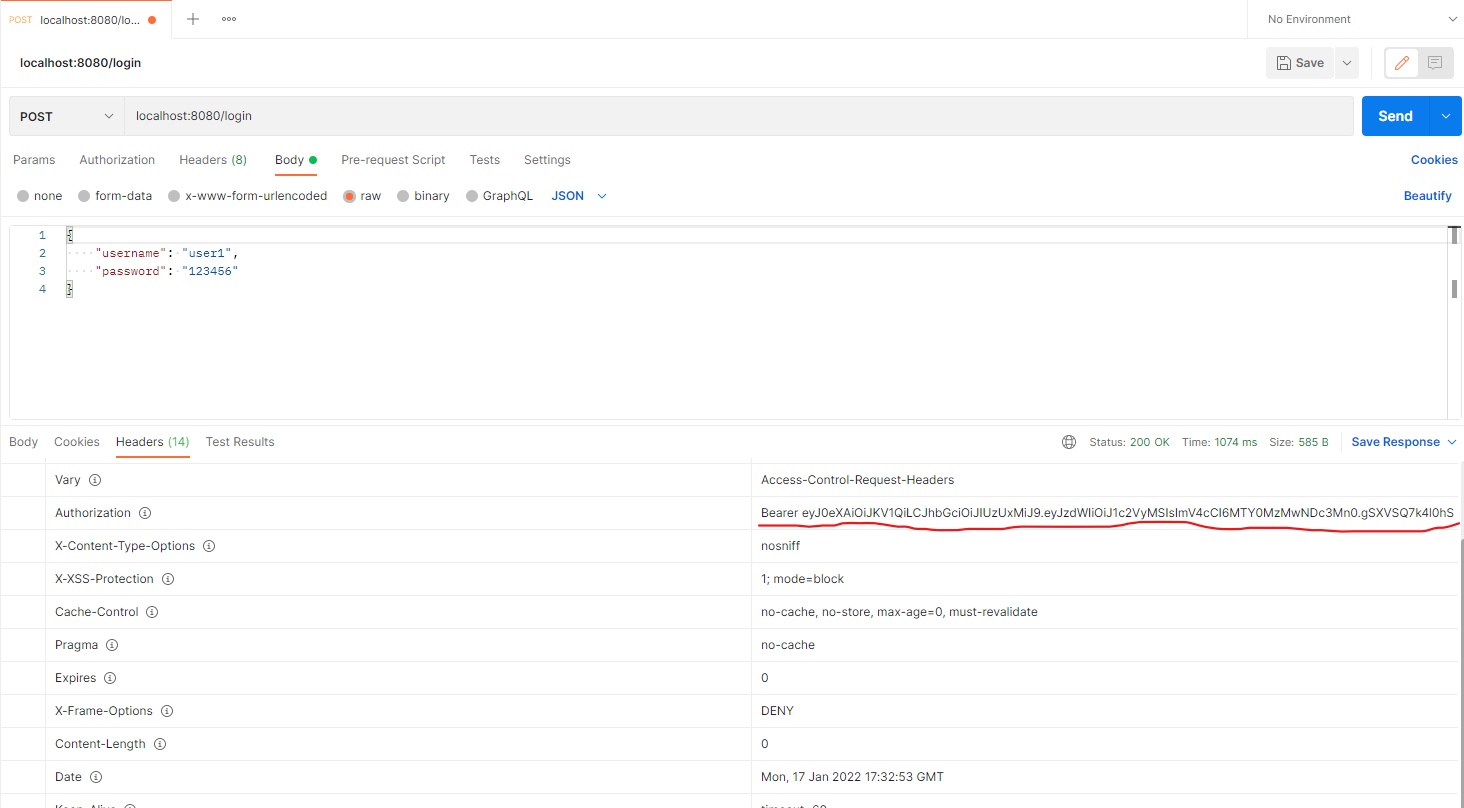 POST localhost:8080/lo... No Environment
localhost:8080/login Save
POST localhost:8080/login Send
Params Authorization Headers (8) Body Pre-request Script Tests Settings Cookies
none form-data x-www-form-urlencoded raw binary GraphQL JSON Beautify
1 {
2 "username": "user1",
3 "password": "123456"
4 }
Body Cookies Headers (14) Test Results Status: 200 OK Time: 1074 ms Size: 585 B Save Response
Vary Access-Control-Request-Headers
Authorization Bearer eyJ0eXAiOiJKV1QiLCJhbGciOiJIUzUxMiJ9.eyJzdWIiOiJ1c2VyMSIsImV4cCI6MTY0MzMwNDc3Mn0.gSXVSQ7k4I0hS
X-Content-Type-Options nosniff
X-XSS-Protection 1; mode=block
Cache-Control no-cache, no-store, max-age=0, must-revalidate
Pragma no-cache
Expires 0
X-Frame-Options DENY
Content-Length 0
Date Mon, 17 Jan 2022 17:32:53 GMT